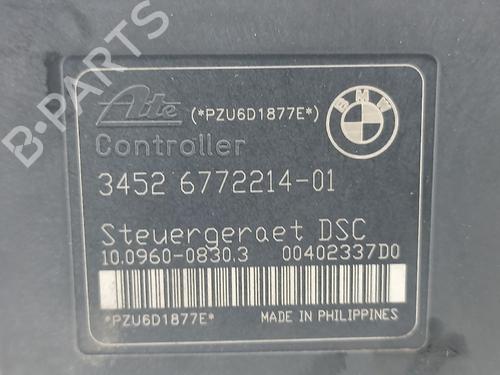 B-PARTS
Ate (*PZU6D1877E*)
BMW
Controller
3452 6772214-01
Steuergeraet DSC
10.0960-0830.3 00402337D0
*PZU6D1877E* MADE IN PHILIPPINES